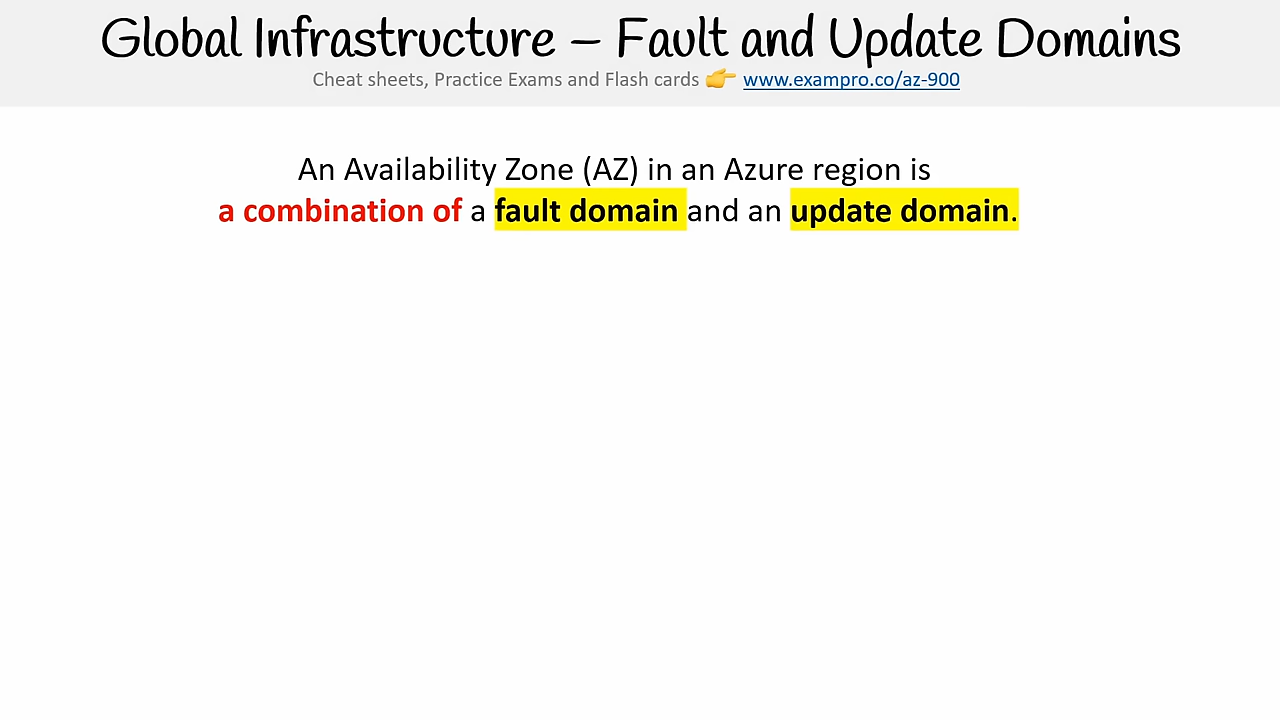 Global Infrastructure – Fault and Update Domains
Cheat sheets, Practice Exams and Flash cards 👉 www.exampro.co/az-900
An Availability Zone (AZ) in an Azure region is
a combination of a fault domain and an update domain.